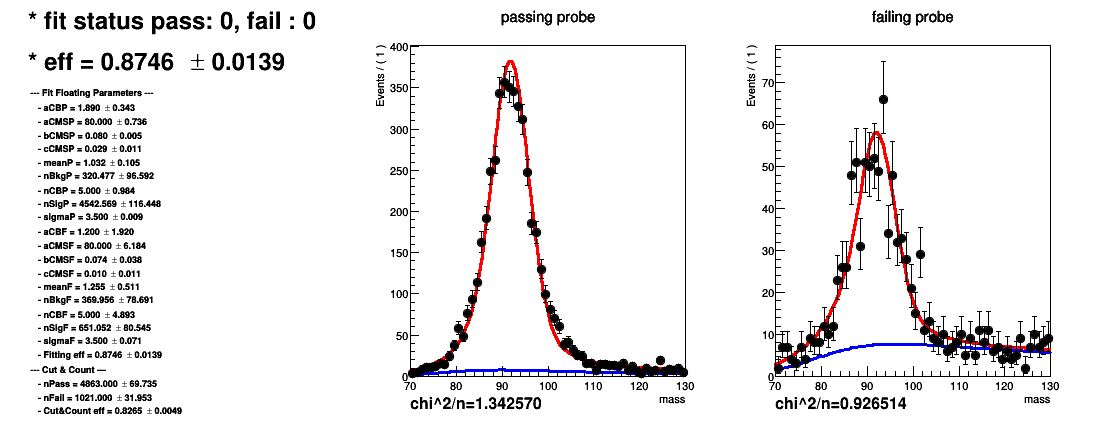 * fit status pass: 0, fail : 0
* eff = 0.8746 ± 0.0139
--- Fit Floating Parameters ---
- aCBP = 1.890 ± 0.343
- aCMSP = 80.000 ± 0.736
- bCMSP = 0.080 ± 0.005
- cCMSP = 0.029 ± 0.011
- meanP = 1.032 ± 0.105
- nBkgP = 320.477 ± 96.592
- nCBP = 5.000 ± 0.984
- nSigP = 4542.569 ± 116.448
- sigmaP = 3.500 ± 0.009
- aCBF = 1.200 ± 1.920
- aCMSF = 80.000 ± 6.184
- bCMSF = 0.074 ± 0.038
- cCMSF = 0.010 ± 0.011
- meanF = 1.255 ± 0.511
- nBkgF = 369.956 ± 78.691
- nCBF = 5.000 ± 4.893
- nSigF = 651.052 ± 80.545
- sigmaF = 3.500 ± 0.071
- Fitting eff = 0.8746 ± 0.0139
--- Cut & Count ---
- nPass = 4863.000 ± 69.735
- nFail = 1021.000 ± 31.953
- Cut&Count eff = 0.8265 ± 0.0049
passing probe
Events / ( 1 )
400
350
300
250
200
150
100
50
0
70 80 90 100 110 120 130
mass
chi^2/n=1.342570
failing probe
Events / ( 1 )
70
60
50
40
30
20
10
0
70 80 90 100 110 120 130
mass
chi^2/n=0.926514